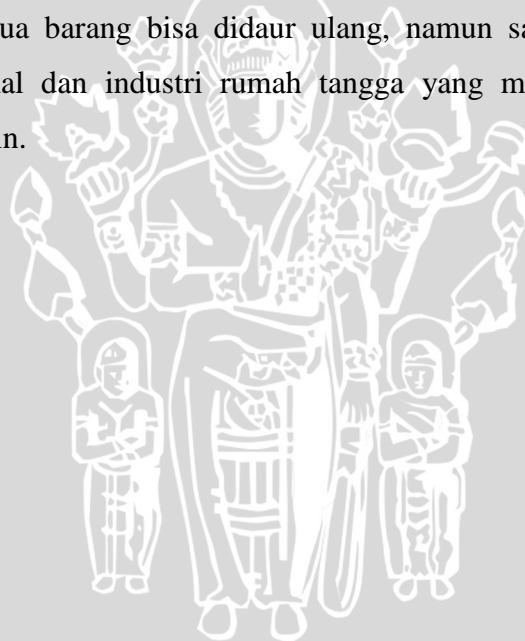 ua barang bisa didaur ulang, namun sa
al dan industri rumah tangga yang m
n.